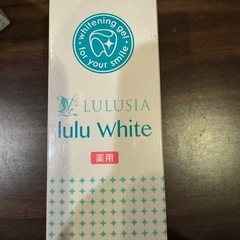 whitening gel
for your smile
LULUSIA
lulu White
薬用